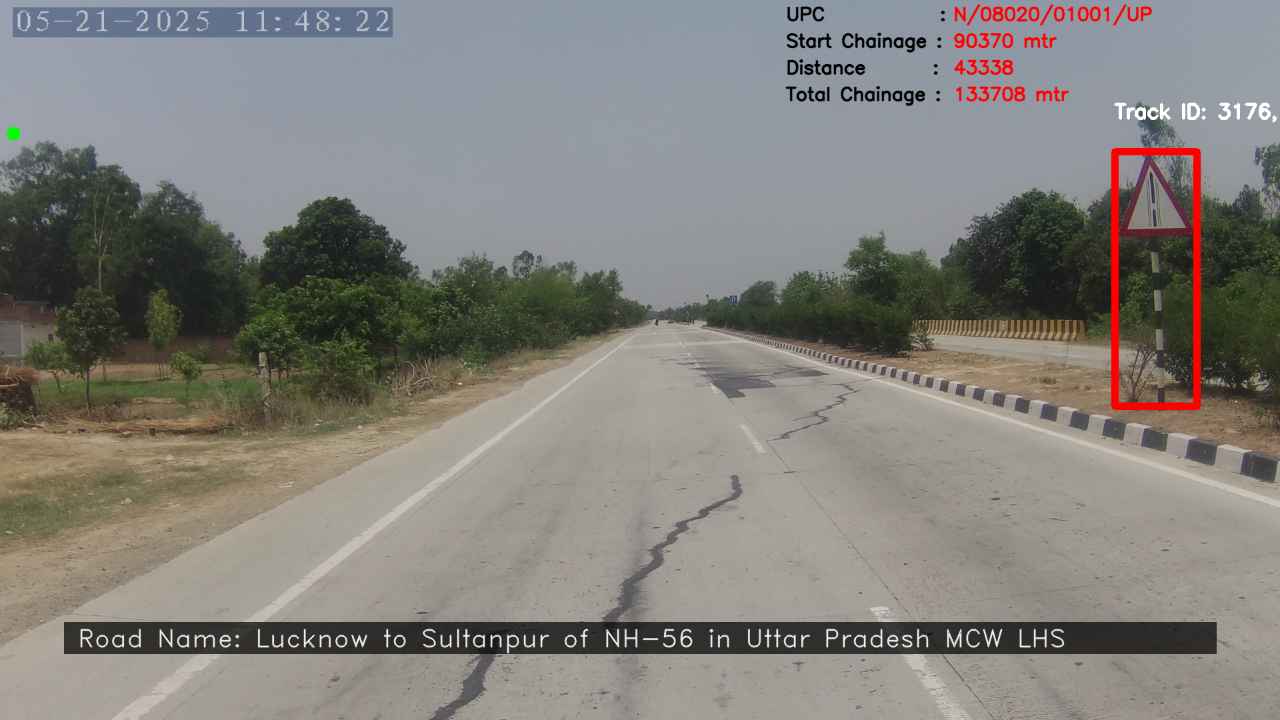 05-21-2025 11:48:22
UPC : N/08020/01001/UP
Start Chainage : 90370 mtr
Distance : 43338
Total Chainage : 133708 mtr
Track ID: 3176,
Road Name: Lucknow to Sultanpur of NH-56 in Uttar Pradesh MCW LHS